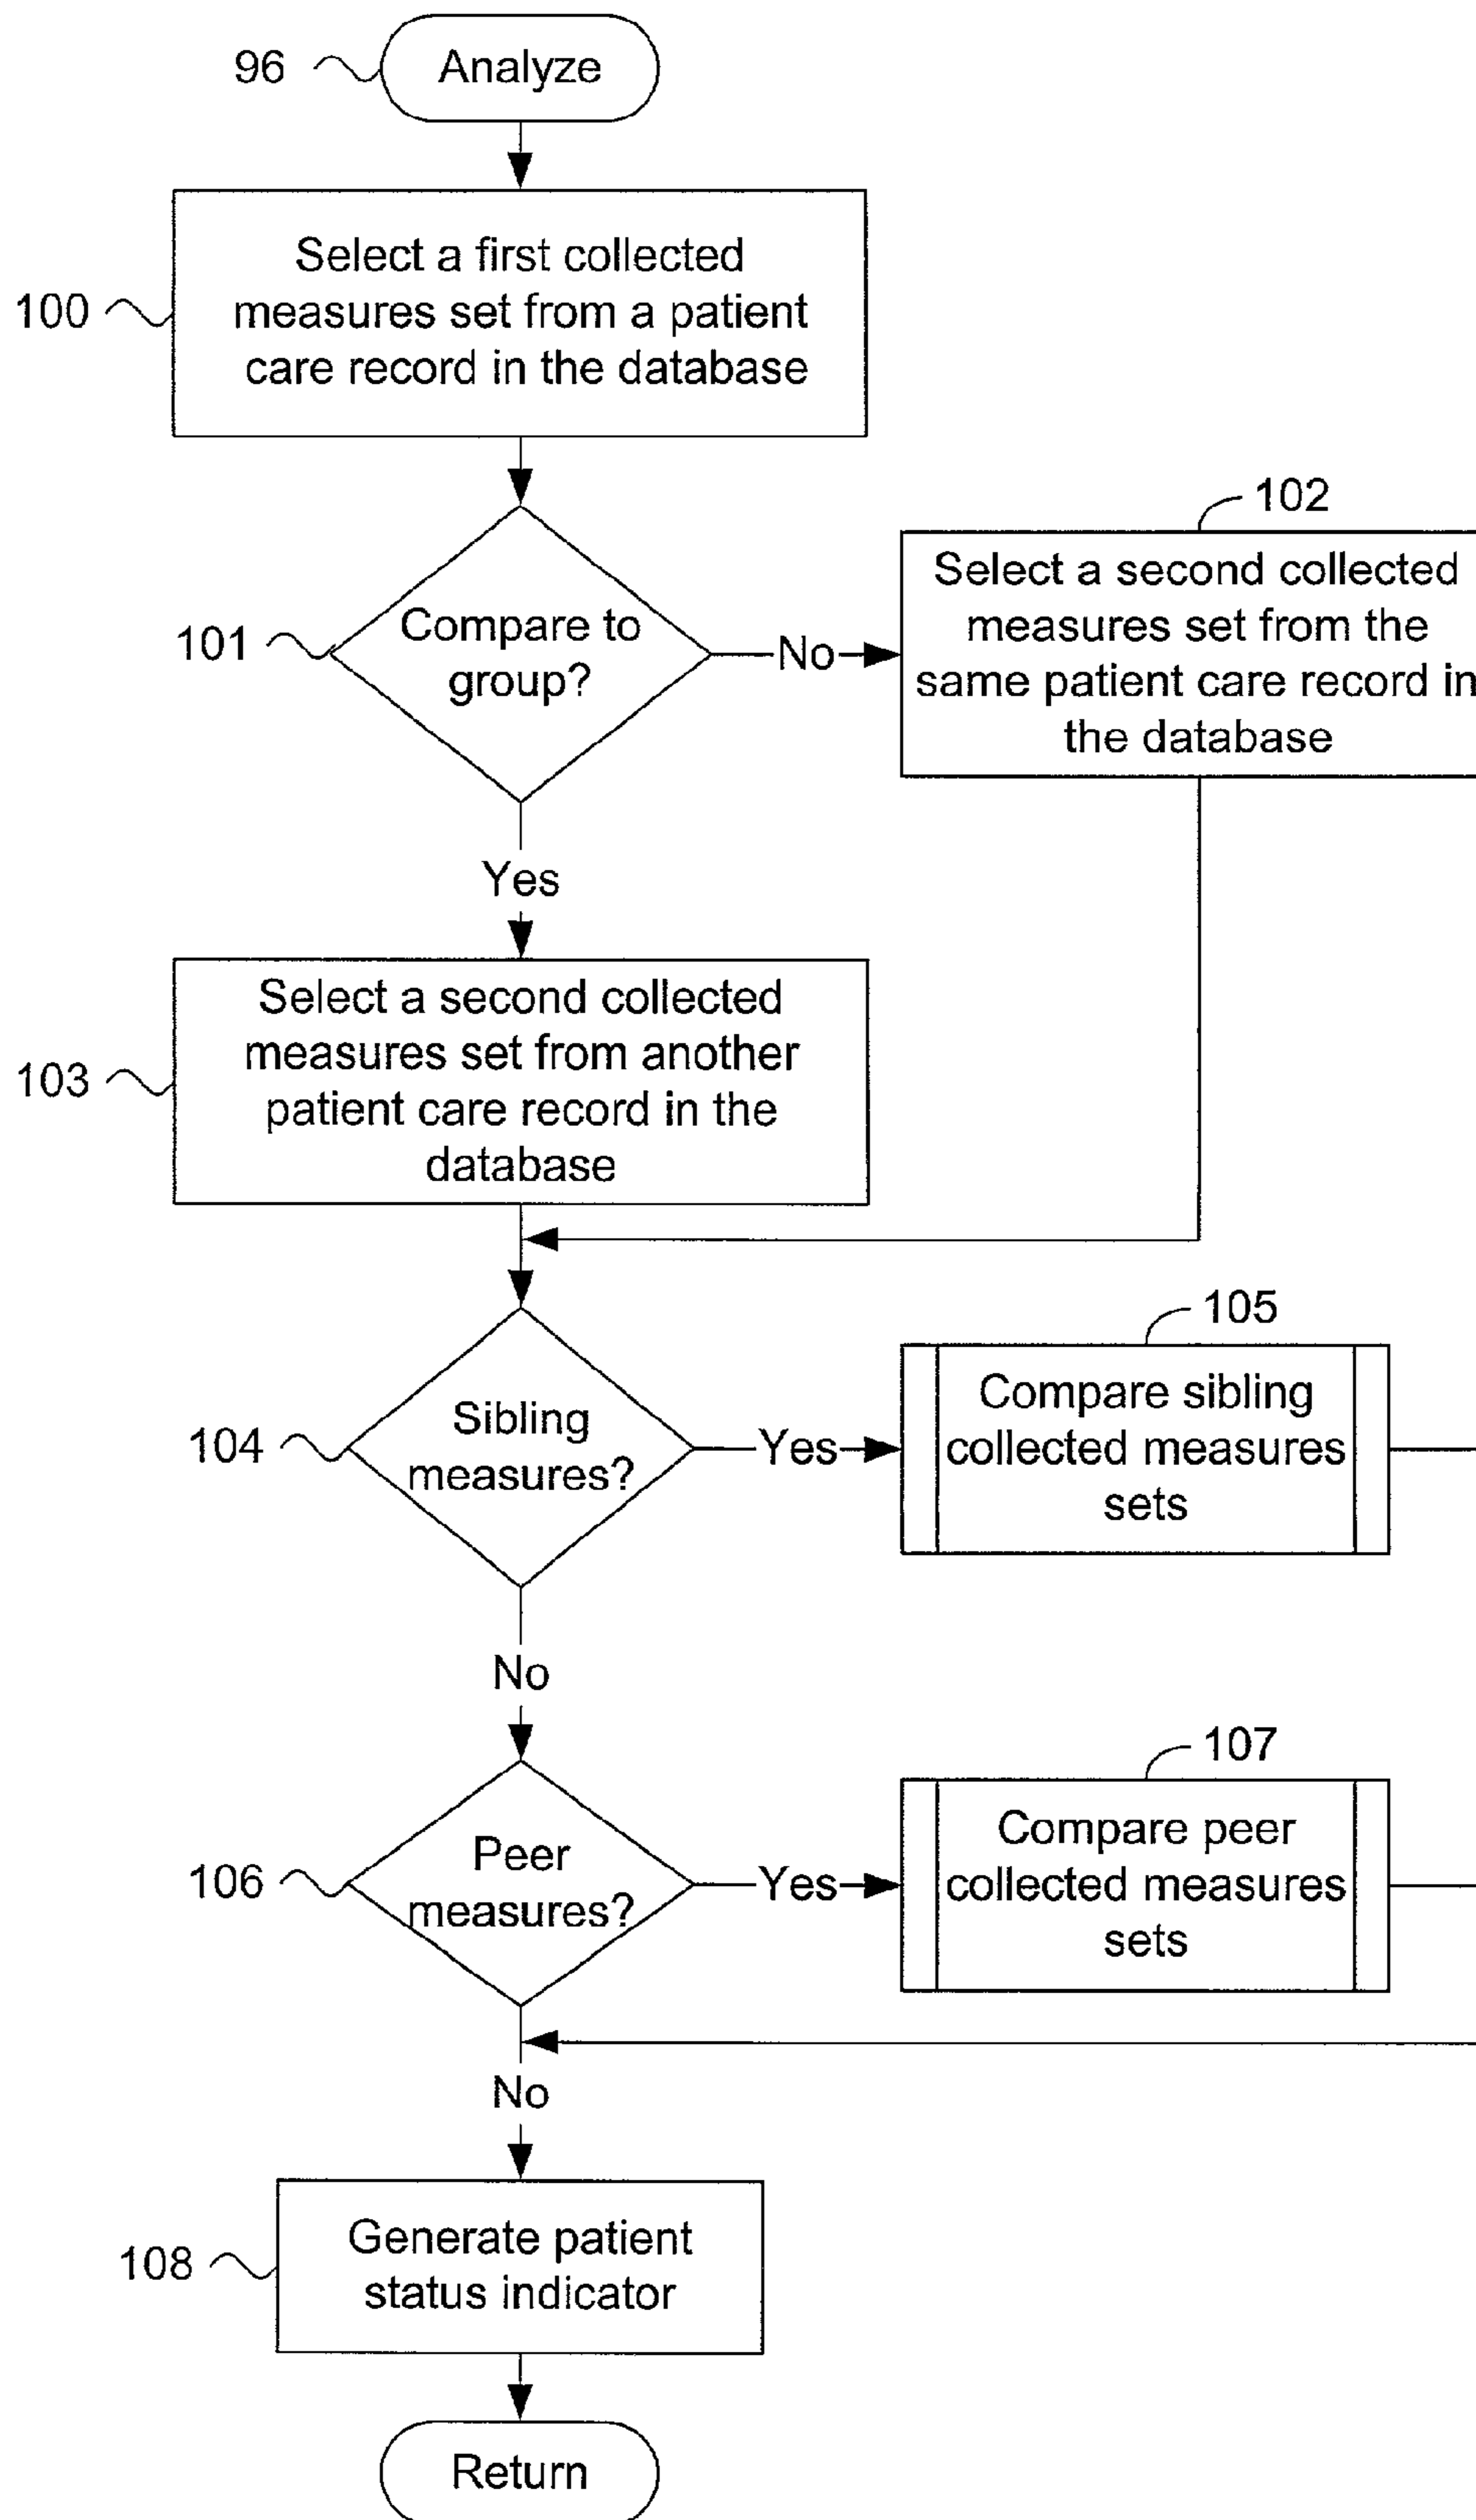 96
Analyze
100
Select a first collected
measures set from a patient
care record in the database
102
101
Compare to
group?
No
Select a second collected
measures set from the
same patient care record in
the database
Yes
103
Select a second collected
measures set from another
patient care record in the
database
105
104
Sibling
measures?
Yes
Compare sibling
collected measures
sets
No
107
106
Peer
measures?
Yes
Compare peer
collected measures
sets
No
108
Generate patient
status indicator
Return